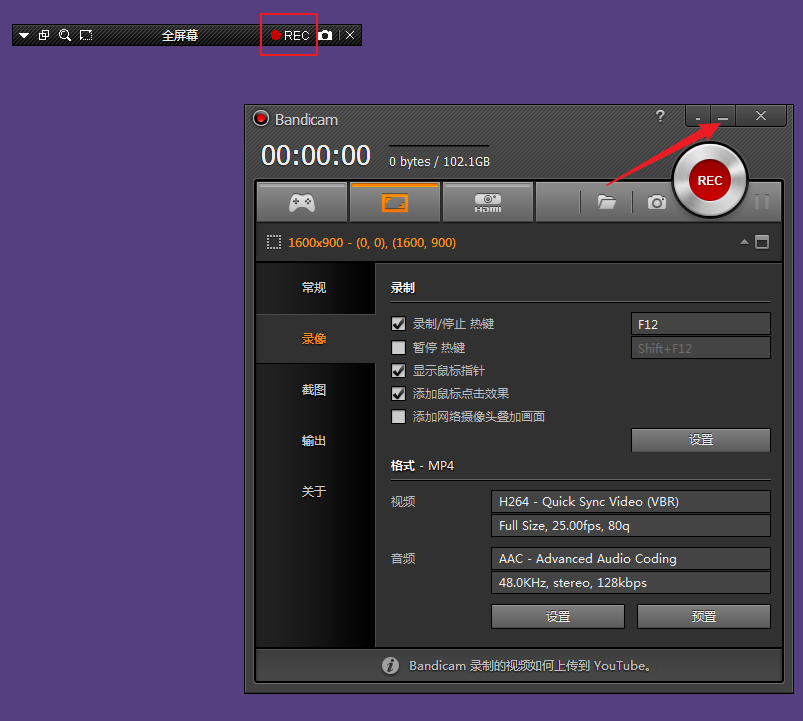 全屏幕 REC
Bandicam ?
00:00:00 0 bytes / 102.1GB
REC
HDMI
1600x900 - (0, 0), (1600, 900)
常规
录像
截图
输出
关于
录制
录制/停止 热键 F12
暂停 热键 Shift+F12
显示鼠标指针
添加鼠标点击效果
添加网络摄像头叠加画面
设置
格式 - MP4
视频 H264 - Quick Sync Video (VBR)
Full Size, 25.00fps, 80q
音频 AAC - Advanced Audio Coding
48.0KHz, stereo, 128kbps
设置 预置
Bandicam 录制的视频如何上传到 YouTube。